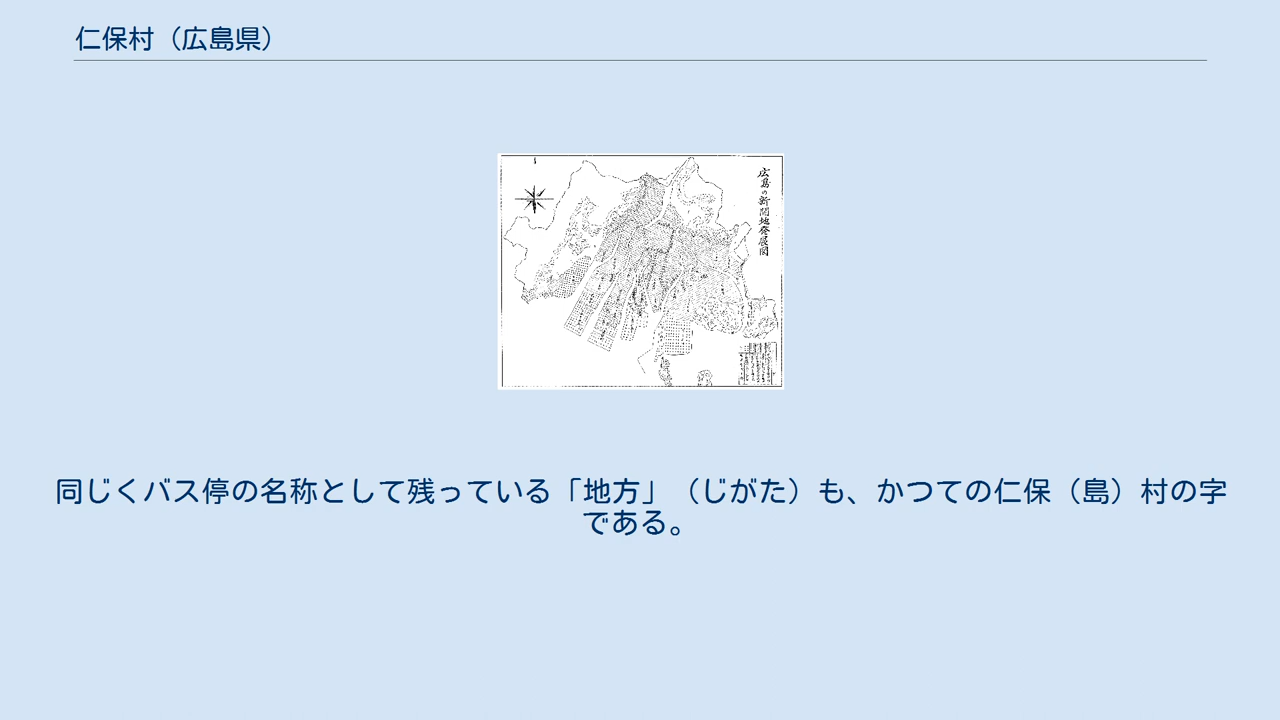 仁保村（広島県）
広島の新開地発展図
同じくバス停の名称として残っている「地方」（じがた）も、かつての仁保（島）村の字
である。